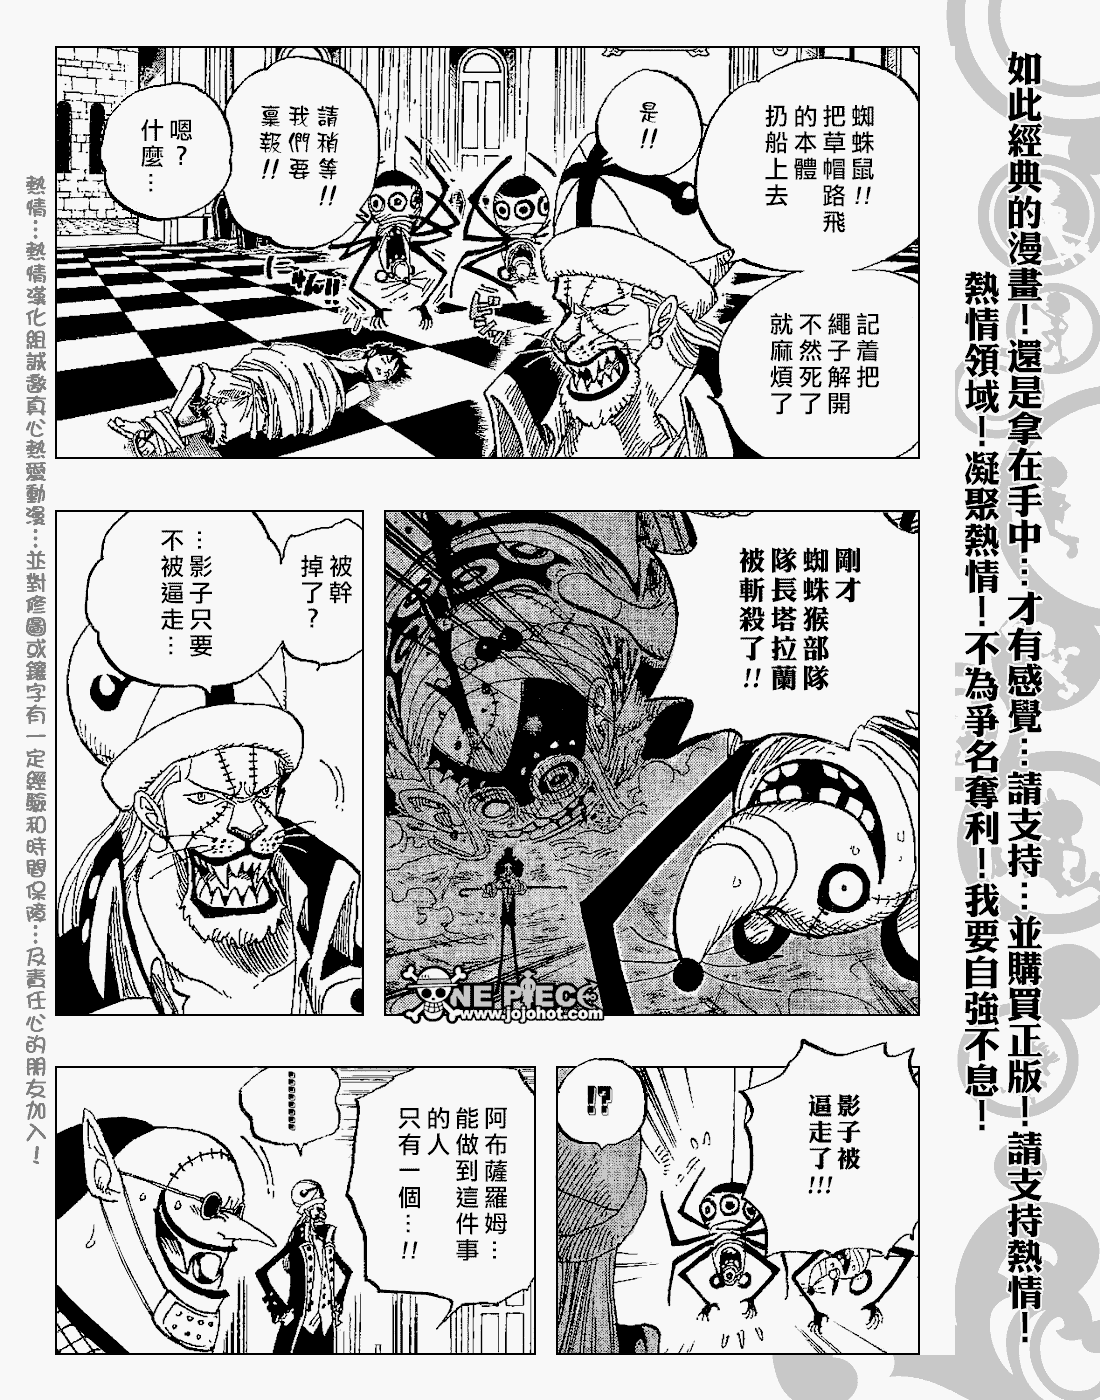 蜘蛛鼠!!
把草帽路飛
的本體
扔船上去
是!!
請稍等!!
我們要
稟報!!
嗯?
什麼…
記着把
繩子解開
不然死了
就麻煩了
剛才
蜘蛛猴部隊
隊長塔拉蘭
被斬殺了!!
被幹
掉了?
…影子只要
不被逼走…
影子被
逼走了!!!
!?
阿布薩羅姆…
能做到這件事
的人
只有一個…!!
ONE PIECE
www.jojohot.com
如此經典的漫畫!還是拿在手中…才有感覺…請支持…並購買正版!請支持熱情!
熱情領域!凝聚熱情!不為爭名奪利!我要自強不息!
熱情…熱情漢化組誠邀真心熱愛動漫…並對修圖或鑲字有一定經驗和時間保障…及責任心的朋友加入!